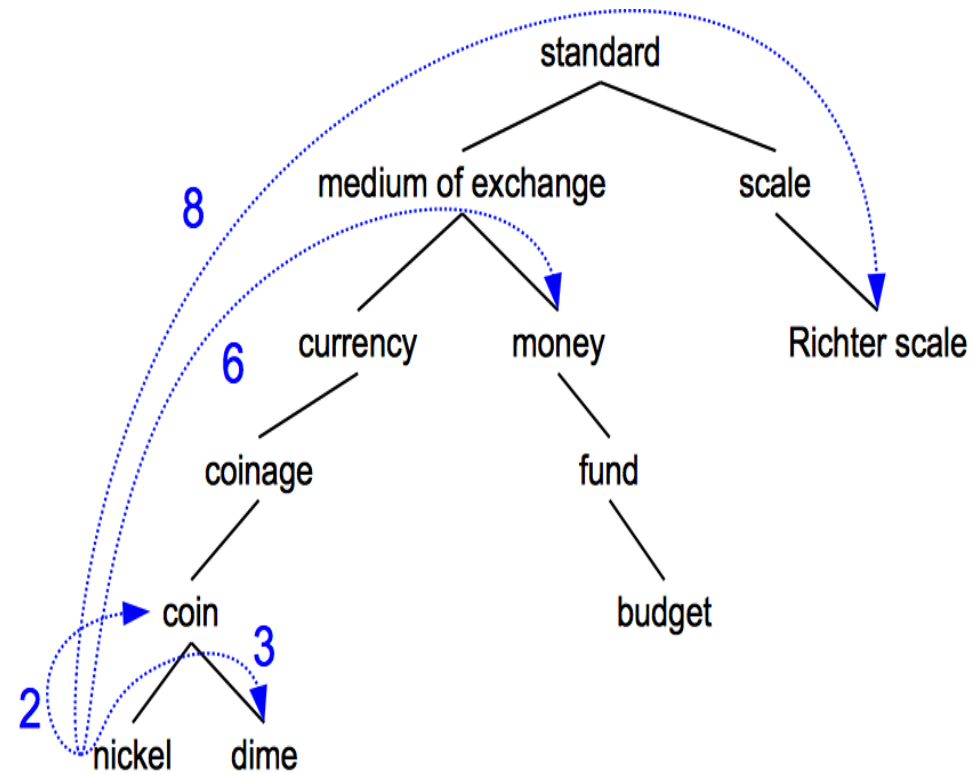 standard
8
medium of exchange scale
6
currency money Richter scale
coinage fund
coin budget
3
2
nickel dime